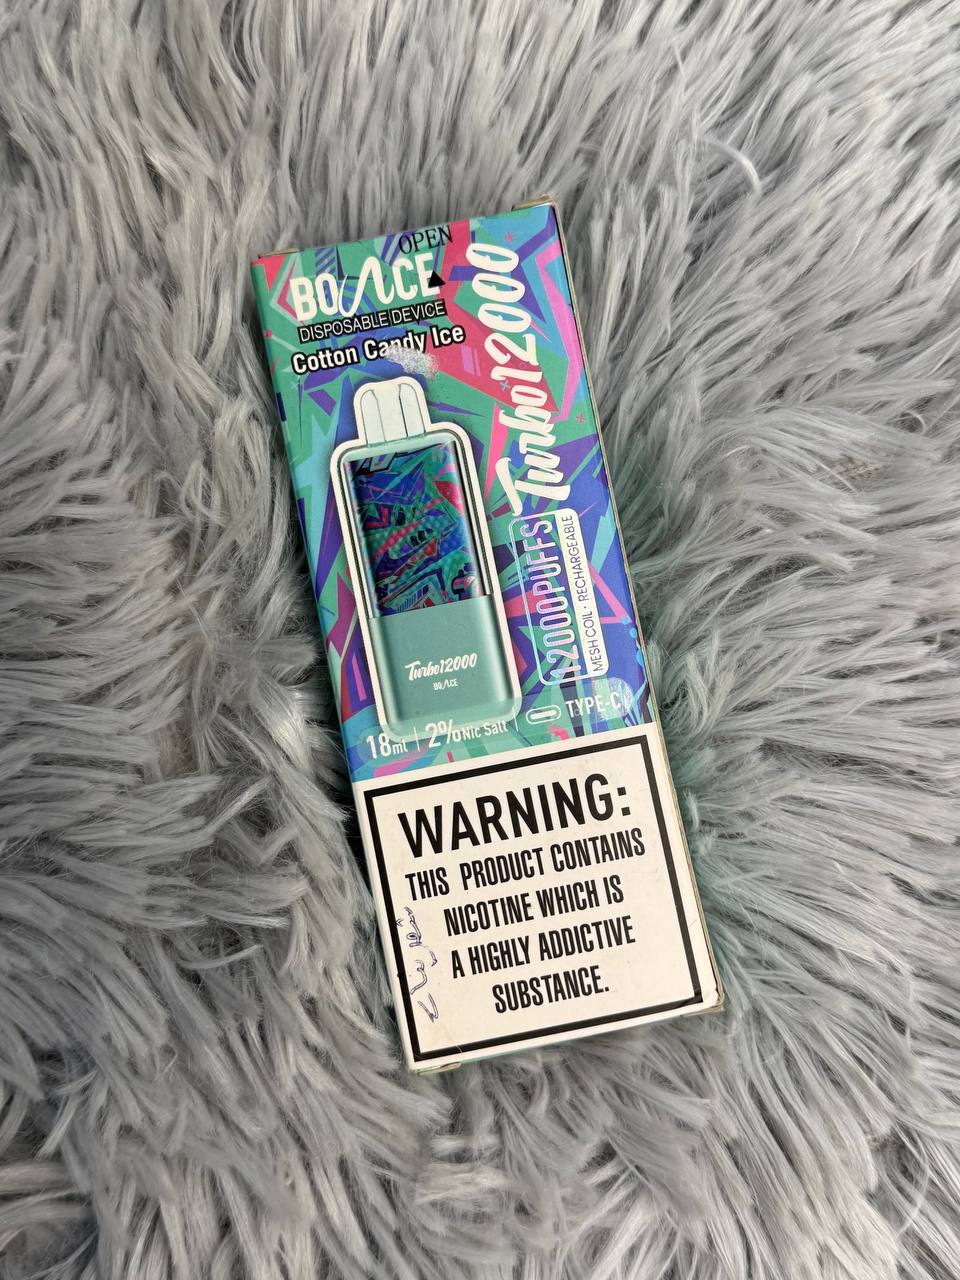 OPEN
BOUNCE
DISPOSABLE DEVICE
Cotton Candy Ice
Turbo12000
12000PUFFS
MESH COIL · RECHARGEABLE
TYPE-C
Turbo12000
BOUNCE
18ml | 2% Nic Salt
WARNING:
THIS PRODUCT CONTAINS
NICOTINE WHICH IS
A HIGHLY ADDICTIVE
SUBSTANCE.